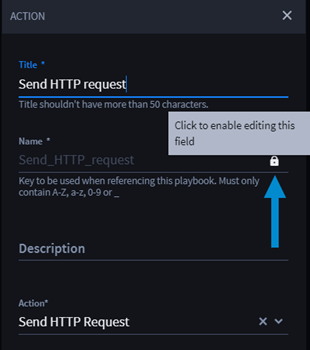 ACTION
Title *
Send HTTP request
Title shouldn't have more than 50 characters.
Click to enable editing this
field
Name *
Send_HTTP_request
Key to be used when referencing this playbook. Must only
contain A-Z, a-z, 0-9 or _
Description
Action*
Send HTTP Request